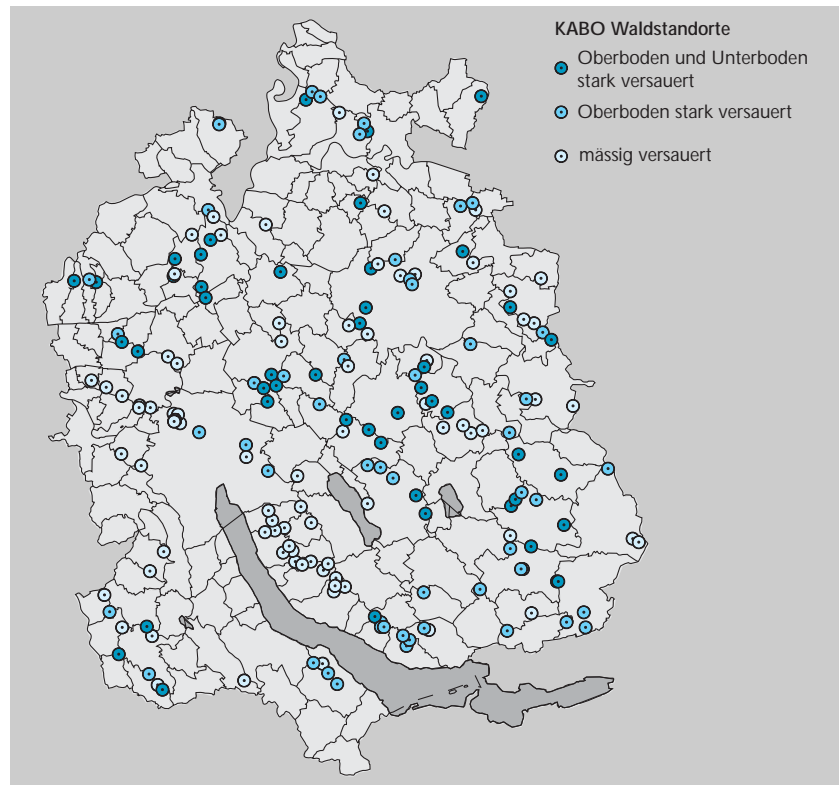 KABO Waldstandorte
Oberboden und Unterboden
stark versauert
Oberboden stark versauert
mässig versauert